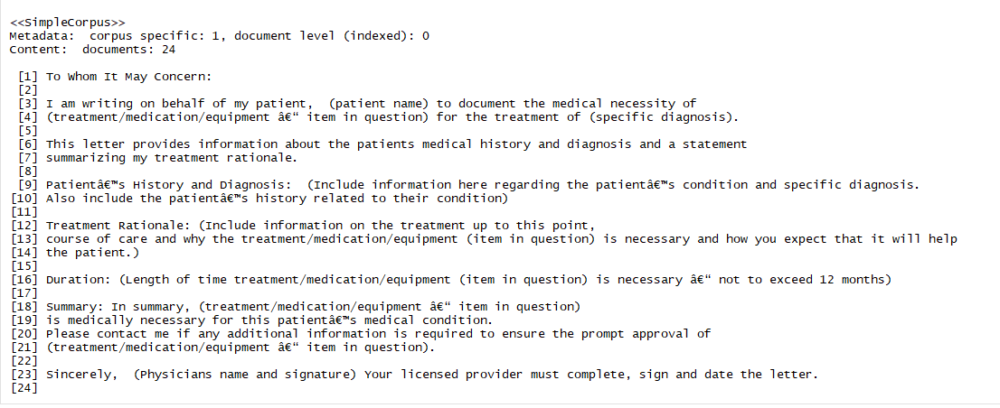 <<SimpleCorpus>>
Metadata:  corpus specific: 1, document level (indexed): 0
Content:  documents: 24
[1] To Whom It May Concern:
[2]
[3] I am writing on behalf of my patient,  (patient name) to document the medical necessity of
[4] (treatment/medication/equipment â€“ item in question) for the treatment of (specific diagnosis).
[5]
[6] This letter provides information about the patients medical history and diagnosis and a statement
[7] summarizing my treatment rationale.
[8]
[9] Patientâ€™s History and Diagnosis:  (Include information here regarding the patientâ€™s condition and specific diagnosis.
[10] Also include the patientâ€™s history related to their condition)
[11]
[12] Treatment Rationale: (Include information on the treatment up to this point,
[13] course of care and why the treatment/medication/equipment (item in question) is necessary and how you expect that it will help
[14] the patient.)
[15]
[16] Duration: (Length of time treatment/medication/equipment (item in question) is necessary â€“ not to exceed 12 months)
[17]
[18] Summary: In summary, (treatment/medication/equipment â€“ item in question)
[19] is medically necessary for this patientâ€™s medical condition.
[20] Please contact me if any additional information is required to ensure the prompt approval of
[21] (treatment/medication/equipment â€“ item in question).
[22]
[23] Sincerely,  (Physicians name and signature) Your licensed provider must complete, sign and date the letter.
[24]